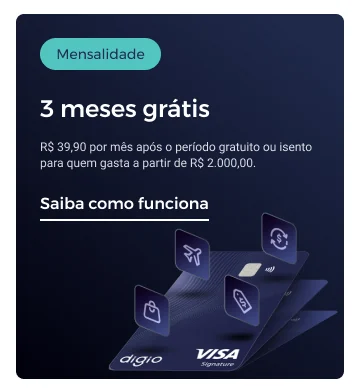 Mensalidade
3 meses grátis
R$ 39,90 por mês após o período gratuito ou isento
para quem gasta a partir de R$ 2.000,00.
Saiba como funciona
$
$
digio
VISA
Signature